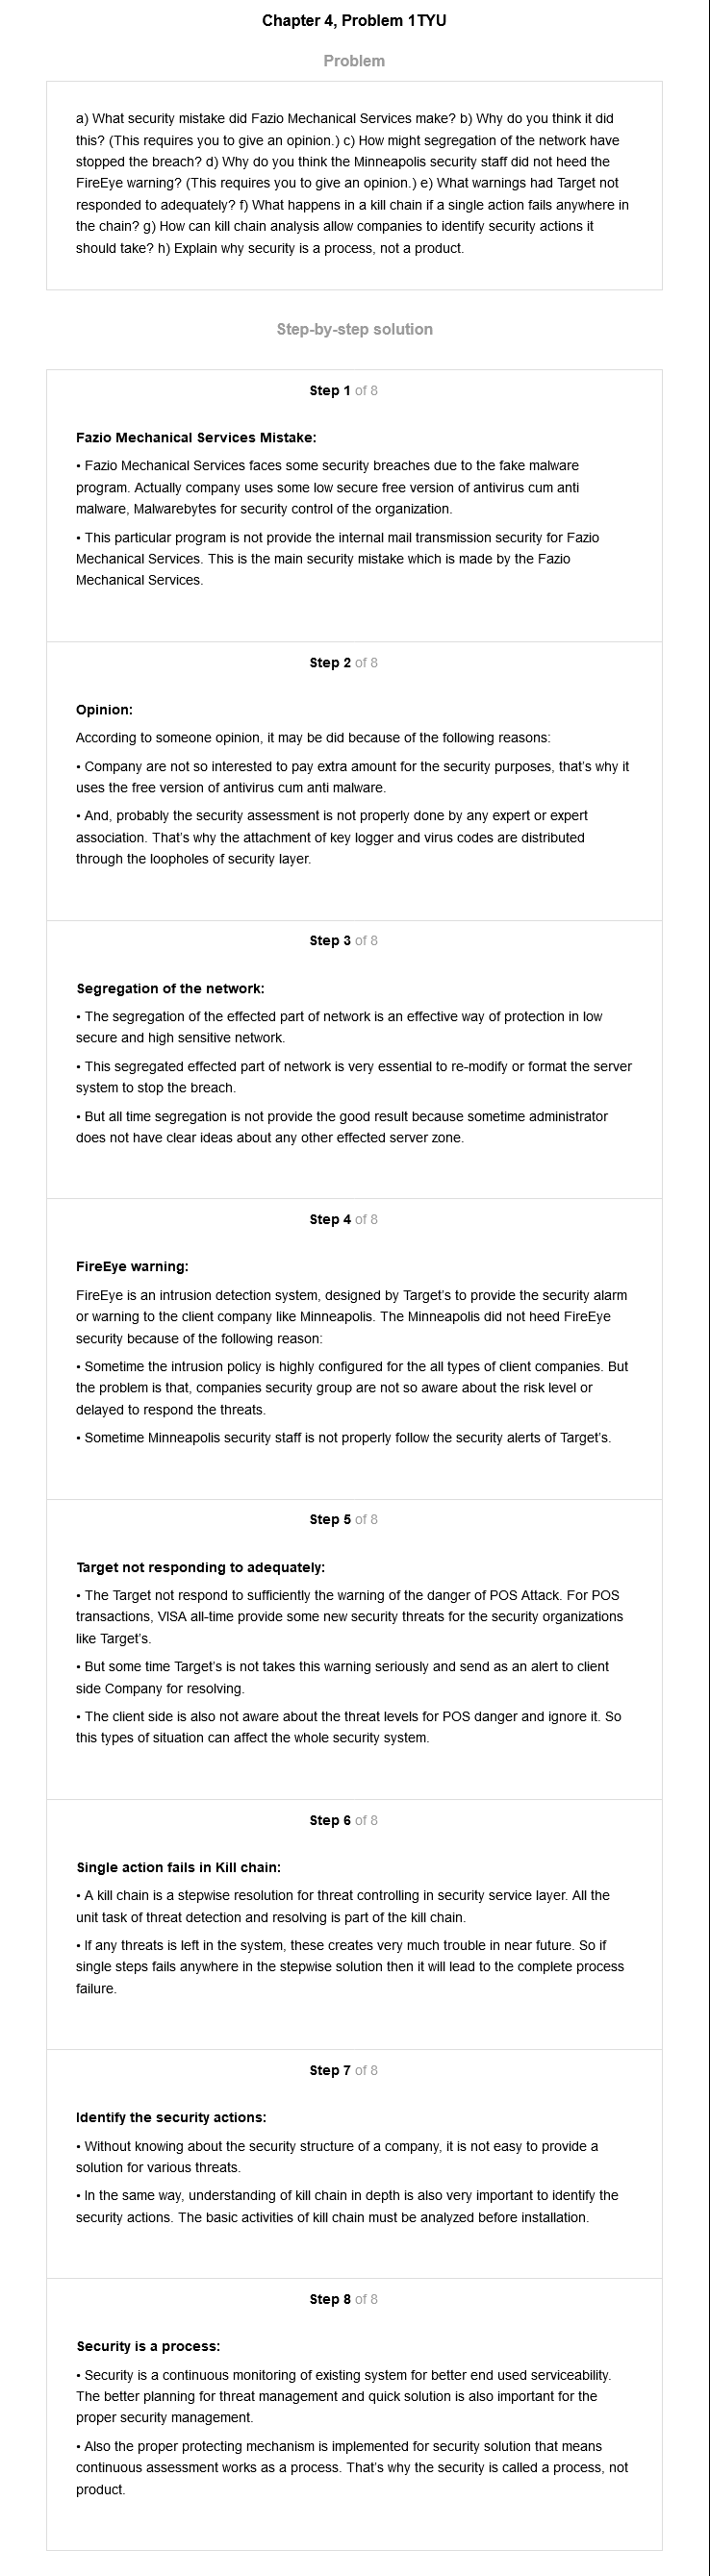 Chapter 4, Problem 1TYU
Problem
a) What security mistake did Fazio Mechanical Services make? b) Why do you think it did
this? (This requires you to give an opinion.) c) How might segregation of the network have
stopped the breach? d) Why do you think the Minneapolis security staff did not heed the
FireEye warning? (This requires you to give an opinion.) e) What warnings had Target not
responded to adequately? f) What happens in a kill chain if a single action fails anywhere in
the chain? g) How can kill chain analysis allow companies to identify security actions it
should take? h) Explain why security is a process, not a product.
Step-by-step solution
Step 1 of 8
Fazio Mechanical Services Mistake:
• Fazio Mechanical Services faces some security breaches due to the fake malware
program. Actually company uses some low secure free version of antivirus cum anti
malware, Malwarebytes for security control of the organization.
• This particular program is not provide the internal mail transmission security for Fazio
Mechanical Services. This is the main security mistake which is made by the Fazio
Mechanical Services.
Step 2 of 8
Opinion:
According to someone opinion, it may be did because of the following reasons:
• Company are not so interested to pay extra amount for the security purposes, that's why it
uses the free version of antivirus cum anti malware.
• And, probably the security assessment is not properly done by any expert or expert
association. That's why the attachment of key logger and virus codes are distributed
through the loopholes of security layer.
Step 3 of 8
Segregation of the network:
• The segregation of the effected part of network is an effective way of protection in low
secure and high sensitive network.
• This segregated effected part of network is very essential to re-modify or format the server
system to stop the breach.
• But all time segregation is not provide the good result because sometime administrator
does not have clear ideas about any other effected server zone.
Step 4 of 8
FireEye warning:
FireEye is an intrusion detection system, designed by Target's to provide the security alarm
or warning to the client company like Minneapolis. The Minneapolis did not heed FireEye
security because of the following reason:
• Sometime the intrusion policy is highly configured for the all types of client companies. But
the problem is that, companies security group are not so aware about the risk level or
delayed to respond the threats.
• Sometime Minneapolis security staff is not properly follow the security alerts of Target's.
Step 5 of 8
Target not responding to adequately:
• The Target not respond to sufficiently the warning of the danger of POS Attack. For POS
transactions, VISA all-time provide some new security threats for the security organizations
like Target's.
• But some time Target's is not takes this warning seriously and send as an alert to client
side Company for resolving.
• The client side is also not aware about the threat levels for POS danger and ignore it. So
this types of situation can affect the whole security system.
Step 6 of 8
Single action fails in Kill chain:
• A kill chain is a stepwise resolution for threat controlling in security service layer. All the
unit task of threat detection and resolving is part of the kill chain.
• If any threats is left in the system, these creates very much trouble in near future. So if
single steps fails anywhere in the stepwise solution then it will lead to the complete process
failure.
Step 7 of 8
Identify the security actions:
• Without knowing about the security structure of a company, it is not easy to provide a
solution for various threats.
• In the same way, understanding of kill chain in depth is also very important to identify the
security actions. The basic activities of kill chain must be analyzed before installation.
Step 8 of 8
Security is a process:
• Security is a continuous monitoring of existing system for better end used serviceability.
The better planning for threat management and quick solution is also important for the
proper security management.
• Also the proper protecting mechanism is implemented for security solution that means
continuous assessment works as a process. That's why the security is called a process, not
product.